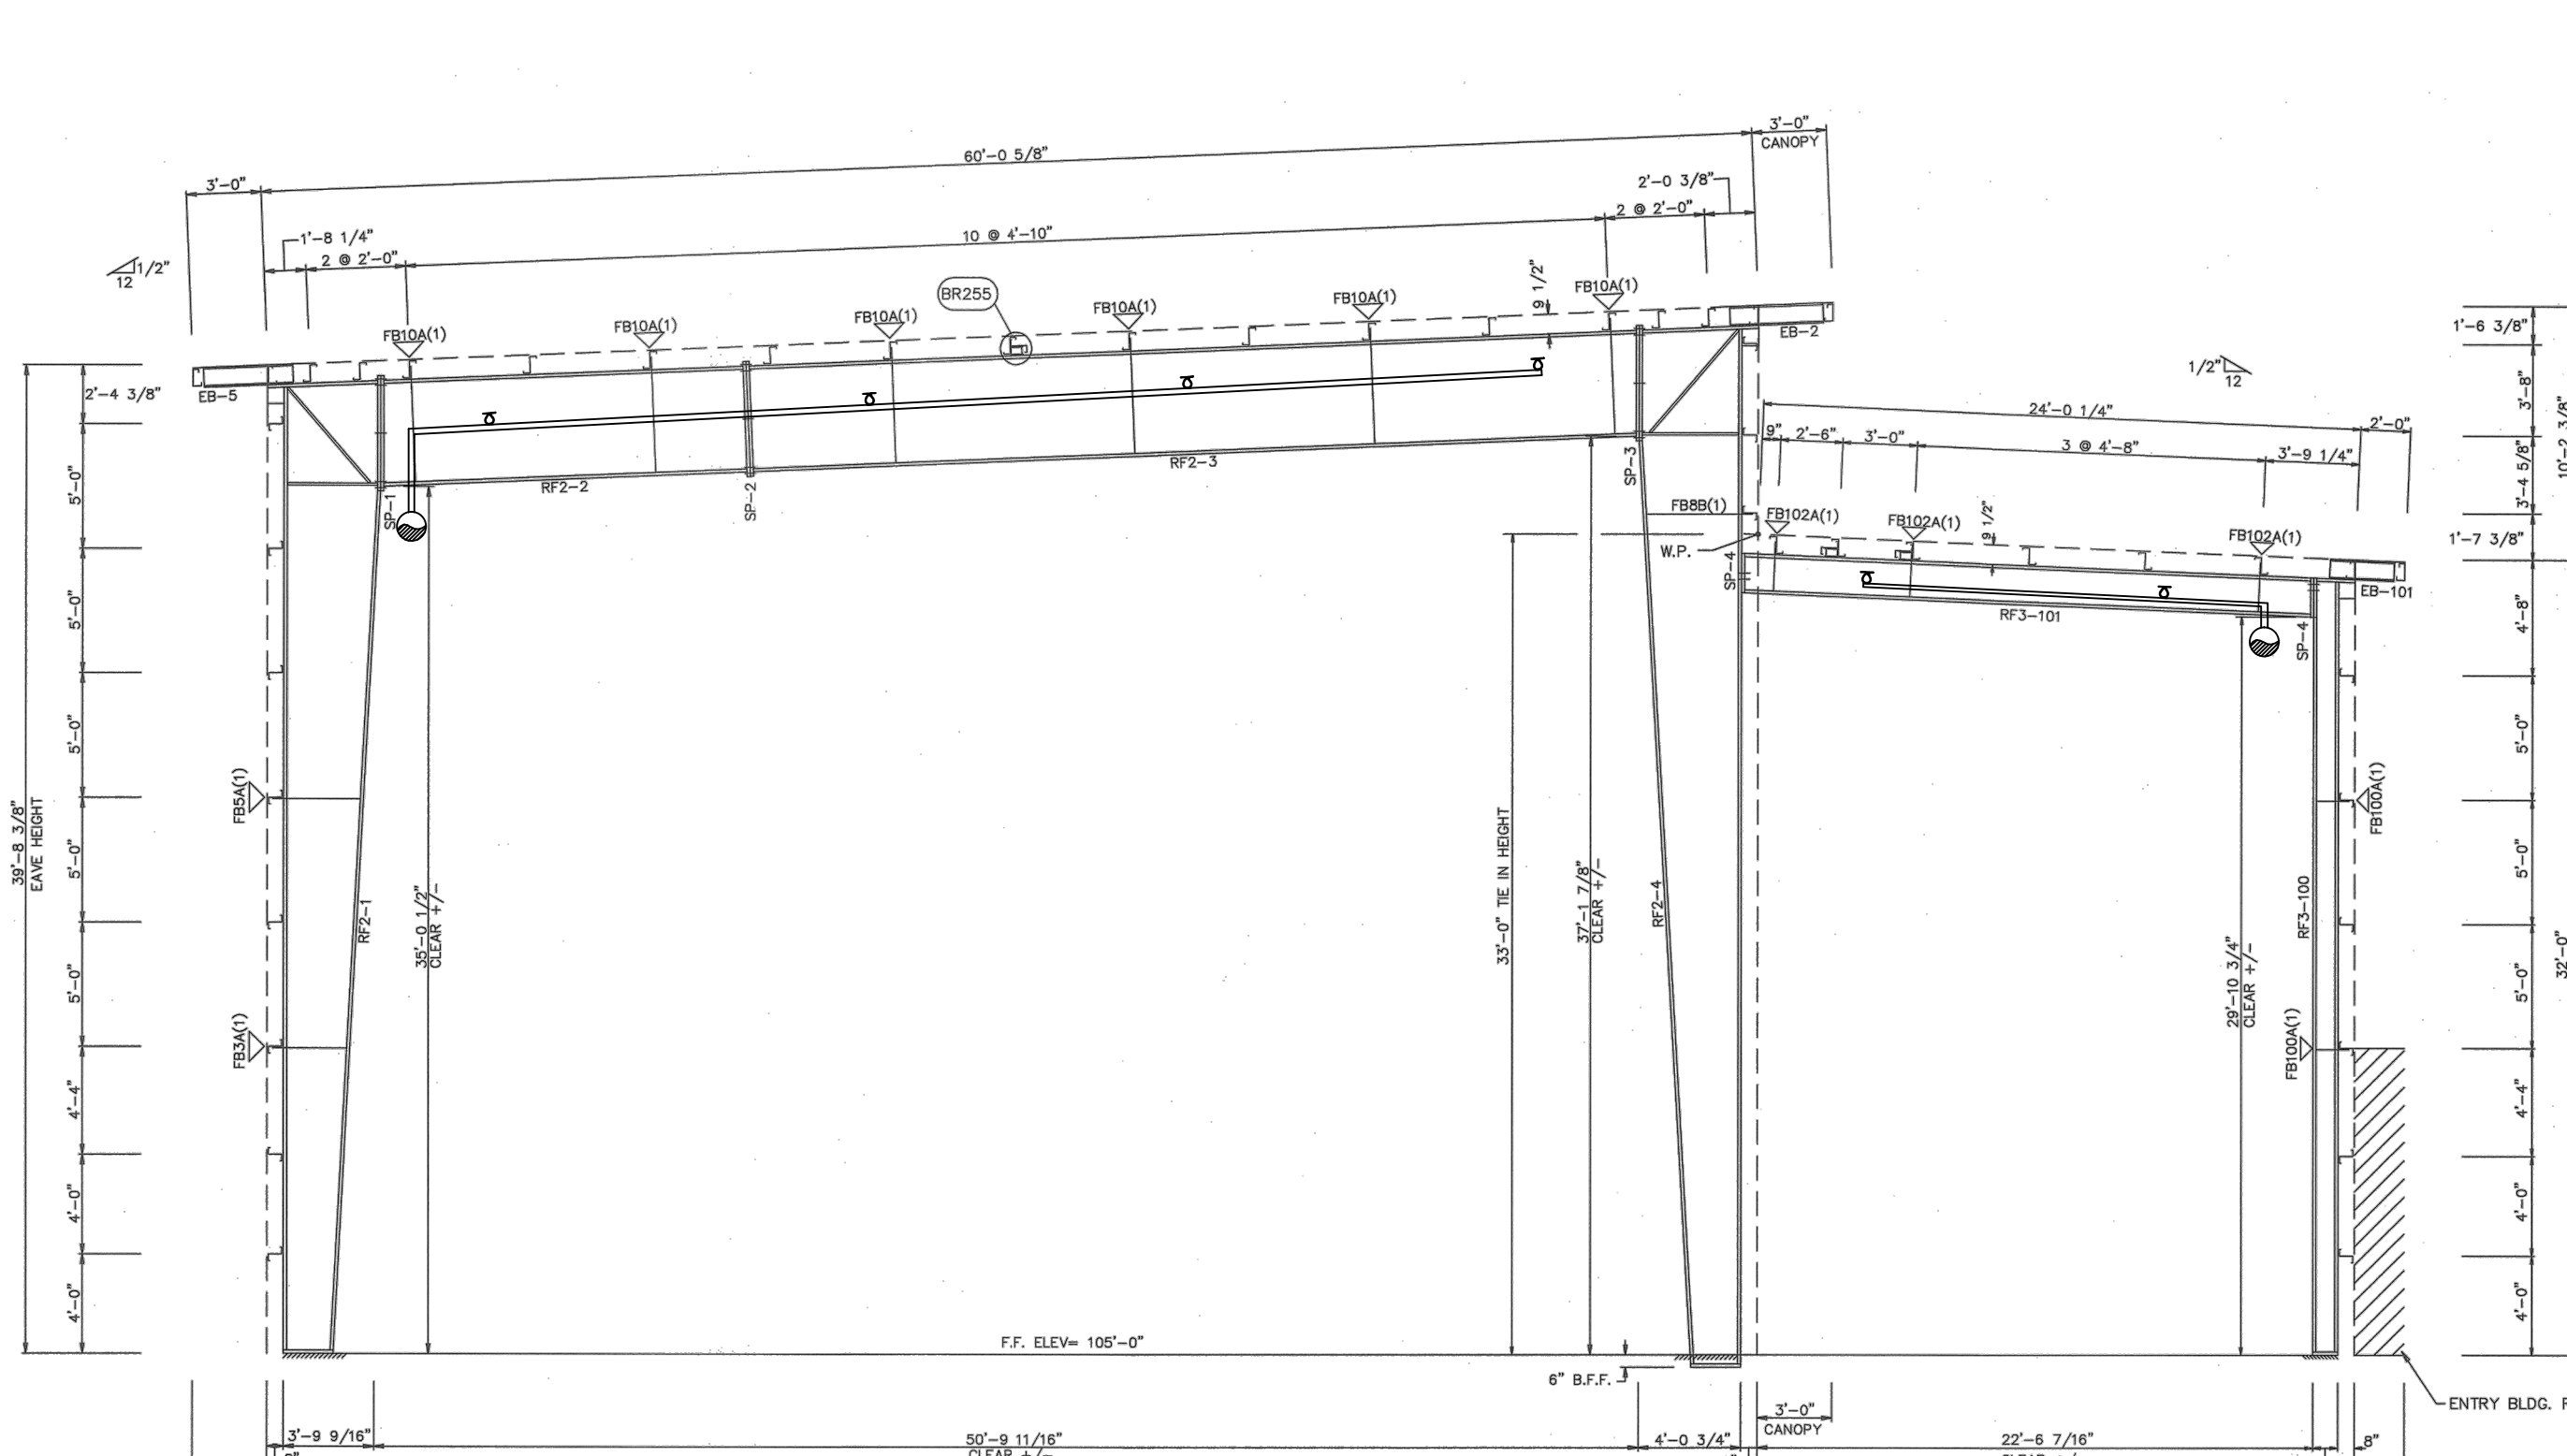 3'-0"
CANOPY
60'-0 5/8"
3'-0"
2'-0 3/8"
2 @ 2'-0"
10 @ 4'-10"
1'-8 1/4"
2 @ 2'-0"
1/2"
12
BR255
9 1/2"
FB10A(1)
FB10A(1)
FB10A(1)
FB10A(1)
FB10A(1)
FB10A(1)
EB-2
1'-6 3/8"
EB-5
2'-4 3/8"
1/2"
12
3'-8"
10'-2 3/8"
24'-0 1/4"
2'-0"
9"
2'-6"
3'-0"
3 @ 4'-8"
3'-9 1/4"
3'-4 5/8"
RF2-3
RF2-2
SP-1
SP-2
SP-3
5'-0"
FB8B(1)
FB102A(1)
FB102A(1)
FB102A(1)
9 1/2"
1'-7 3/8"
W.P.
SP-4
EB-101
RF3-101
SP-4
4'-8"
5'-0"
5'-0"
5'-0"
FB5A(1)
FB100A(1)
39'-8 3/8"
EAVE HEIGHT
5'-0"
5'-0"
RF2-1
35'-0 1/2"
CLEAR +/-
33'-0" TIE IN HEIGHT
37'-1 7/8"
CLEAR +/-
RF2-4
RF3-100
29'-10 3/4"
CLEAR +/-
32'-0"
5'-0"
5'-0"
FB3A(1)
FB100A(1)
4'-4"
4'-4"
4'-0"
4'-0"
4'-0"
4'-0"
F.F. ELEV= 105'-0"
6" B.F.F.
ENTRY BLDG.
3'-0"
CANOPY
3'-9 9/16"
50'-9 11/16"
4'-0 3/4"
22'-6 7/16"
8"
CLEAR +/-